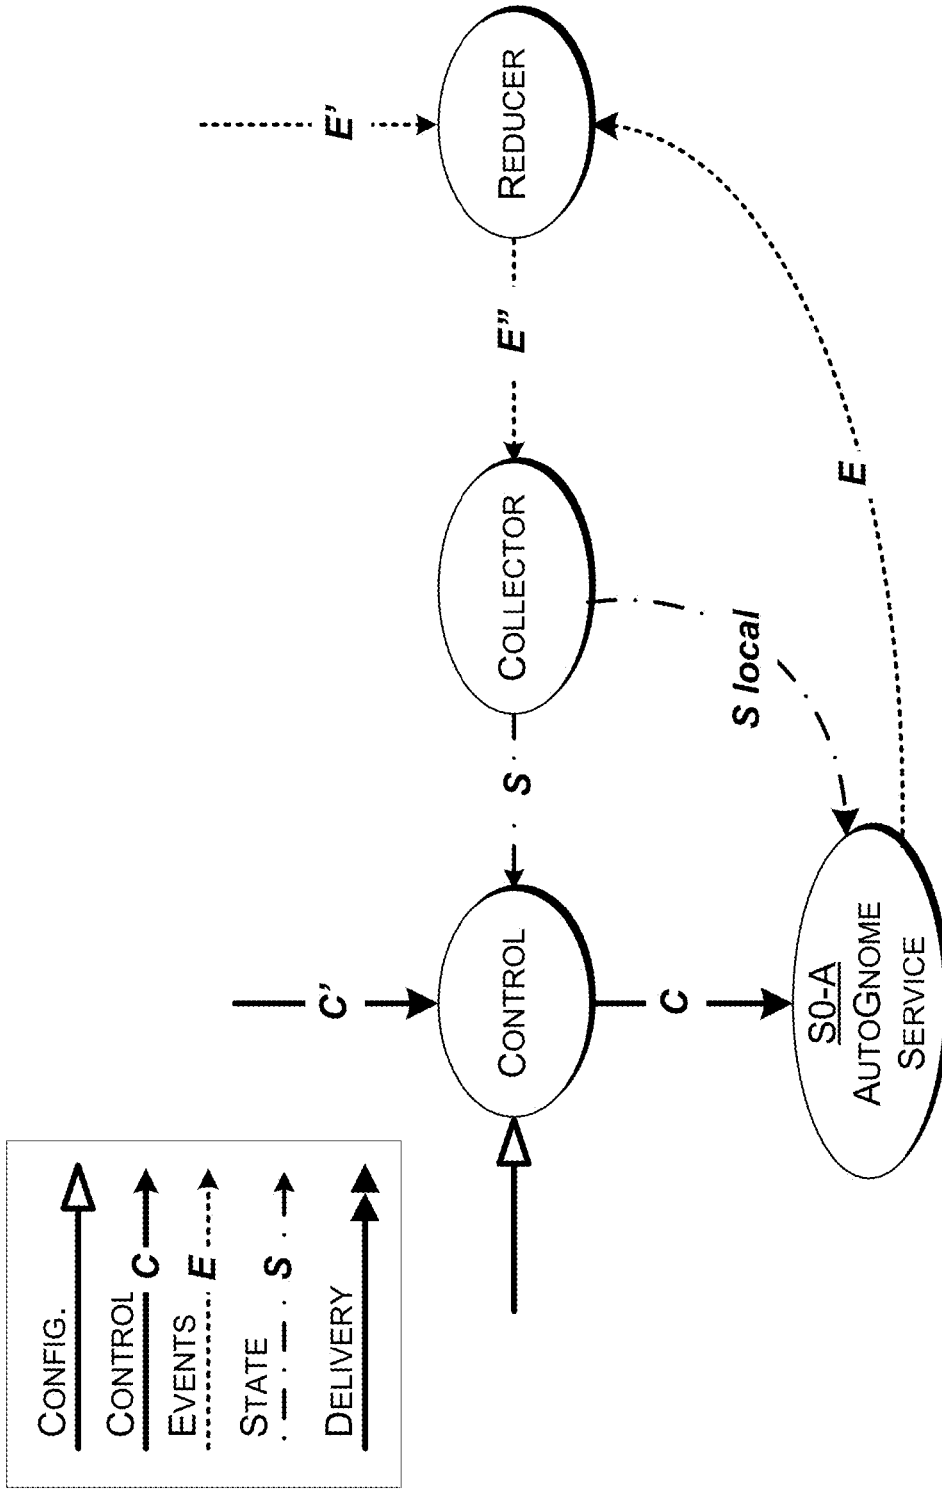 CONFIG.
CONTROL
C
EVENTS
E
STATE
S
DELIVERY
C'
E'
CONTROL
S
COLLECTOR
E"
REDUCER
C
S local
E
S0-A
AUTOGNOME
SERVICE